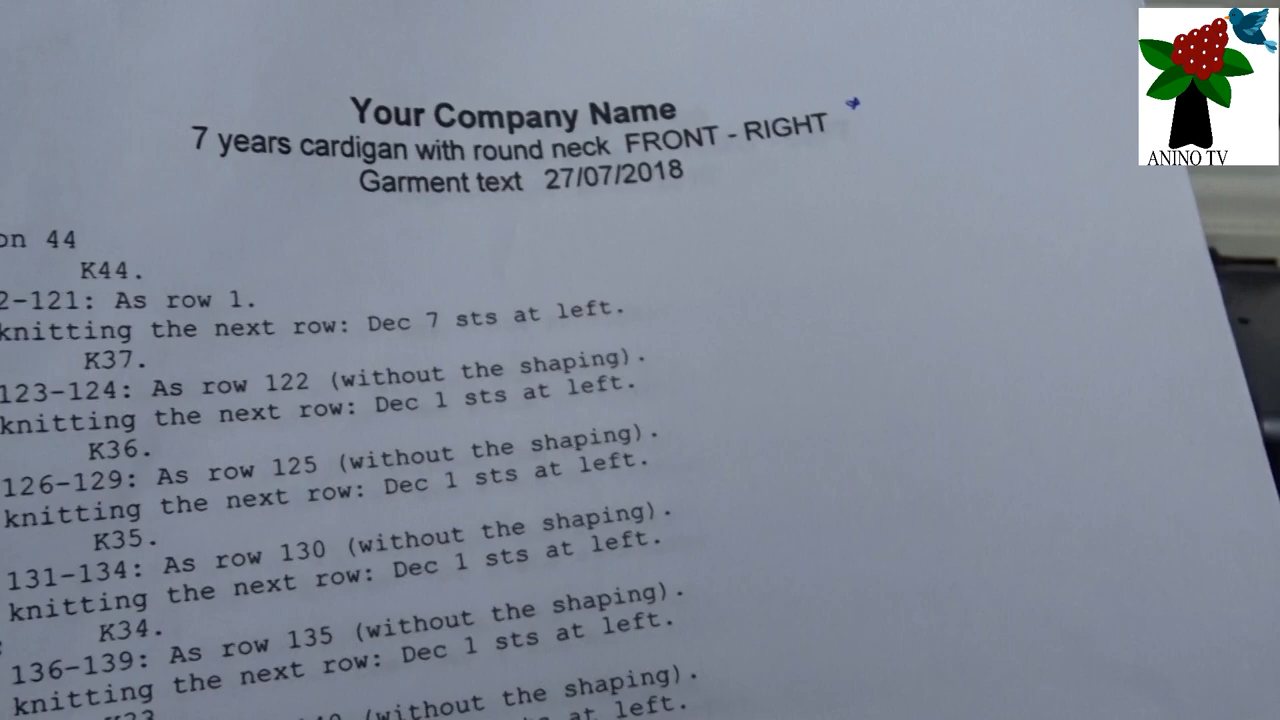 Your Company Name
7 years cardigan with round neck FRONT - RIGHT
Garment text 27/07/2018
on 44
K44.
2-121: As row 1.
knitting the next row: Dec 7 sts at left.
K37.
123-124: As row 122 (without the shaping).
knitting the next row: Dec 1 sts at left.
K36.
126-129: As row 125 (without the shaping).
knitting the next row: Dec 1 sts at left.
K35.
131-134: As row 130 (without the shaping).
knitting the next row: Dec 1 sts at left.
K34.
136-139: As row 135 (without the shaping).
knitting the next row: Dec 1 sts at left.
(without the shaping).
at left.
ANINO TV